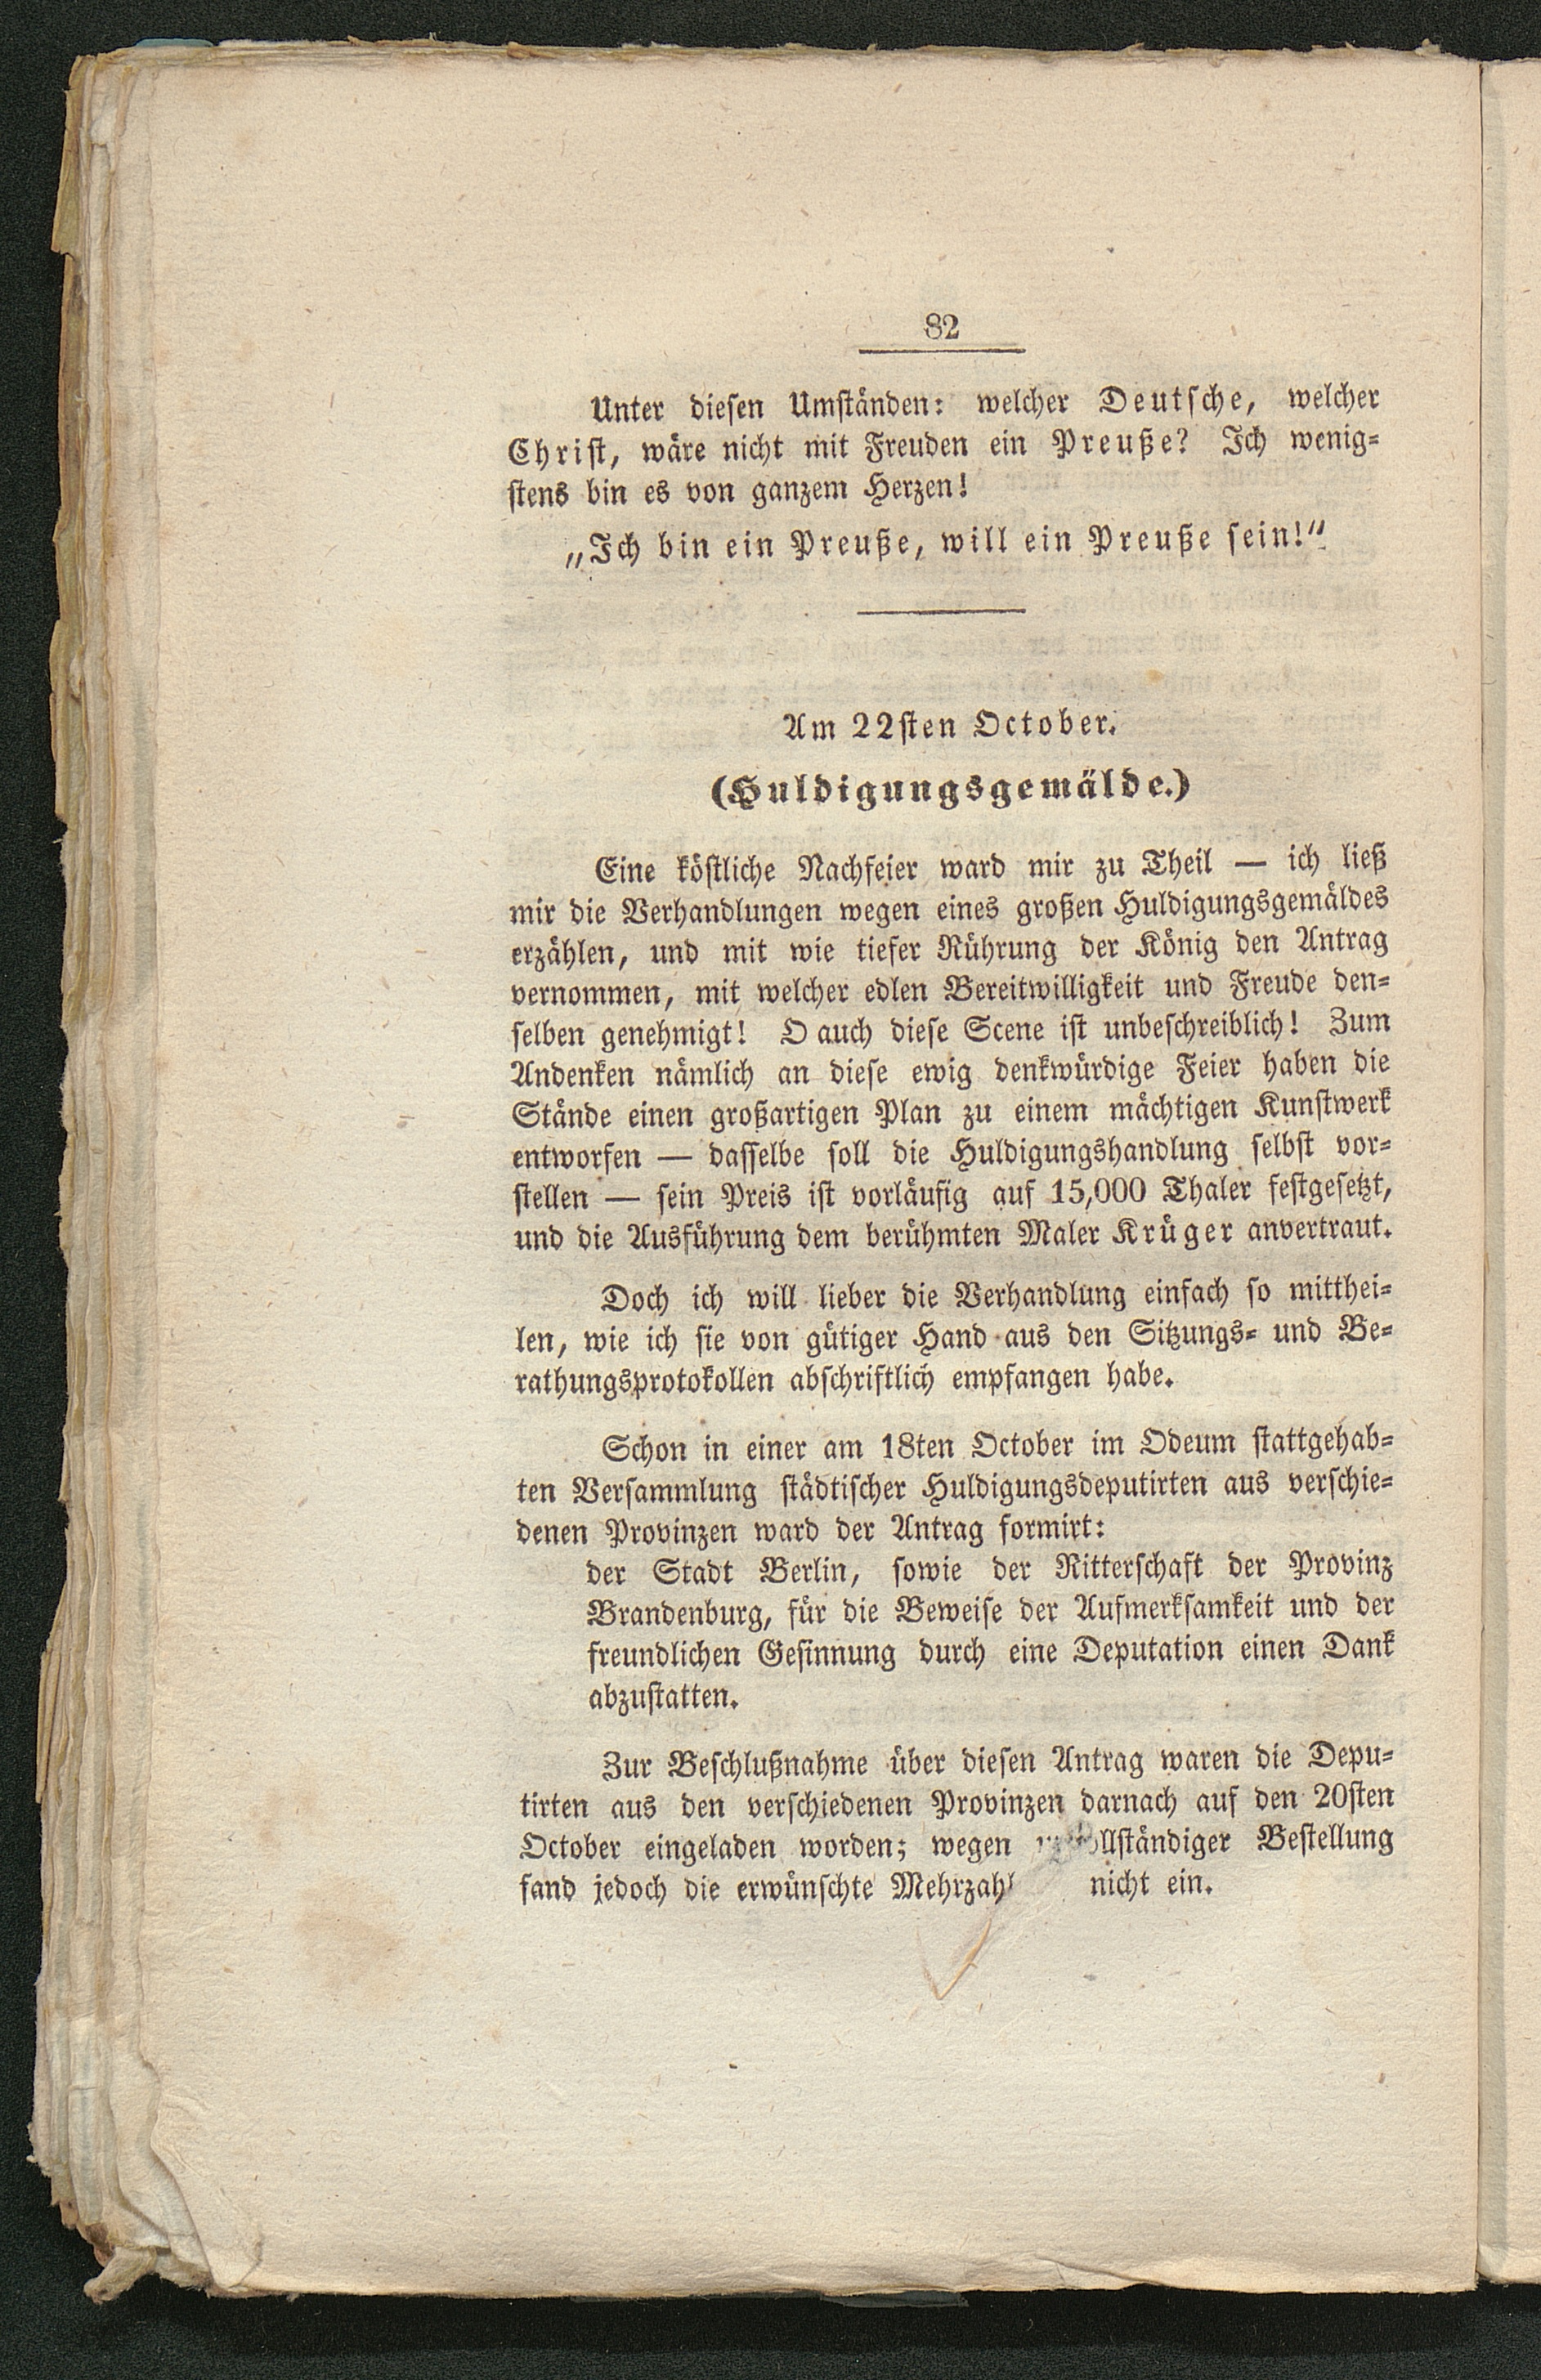 82
Unter diesen Umständen: welcher Deutsche, welcher
Christ, wäre nicht mit Freuden ein Preuße? Ich wenig-
stens bin es von ganzem Herzen!
„Ich bin ein Preuße, will ein Preuße sein!“
Am 22sten October.
(Huldigungsgemälde.)
Eine köstliche Nachfeier ward mir zu Theil — ich ließ
mir die Verhandlungen wegen eines großen Huldigungsgemäldes
erzählen, und mit wie tiefer Rührung der König den Antrag
vernommen, mit welcher edlen Bereitwilligkeit und Freude den-
selben genehmigt! O auch diese Scene ist unbeschreiblich! Zum
Andenken nämlich an diese ewig denkwürdige Feier haben die
Stände einen großartigen Plan zu einem mächtigen Kunstwerk
entworfen — dasselbe soll die Huldigungshandlung selbst vor-
stellen — sein Preis ist vorläufig auf 15,000 Thaler festgesetzt,
und die Ausführung dem berühmten Maler Krüger anvertraut.
Doch ich will lieber die Verhandlung einfach so mitthei-
len, wie ich sie von gütiger Hand aus den Sitzungs- und Be-
rathungsprotokollen abschriftlich empfangen habe.
Schon in einer am 18ten October im Odeum stattgehab-
ten Versammlung städtischer Huldigungsdeputirten aus verschie-
denen Provinzen ward der Antrag formirt:
der Stadt Berlin, sowie der Ritterschaft der Provinz
Brandenburg, für die Beweise der Aufmerksamkeit und der
freundlichen Gesinnung durch eine Deputation einen Dank
abzustatten.
Zur Beschlußnahme über diesen Antrag waren die Depu-
tirten aus den verschiedenen Provinzen darnach auf den 20sten
October eingeladen worden; wegen Bestellung
fand jedoch die erwünschte Mehrzahl nicht ein.